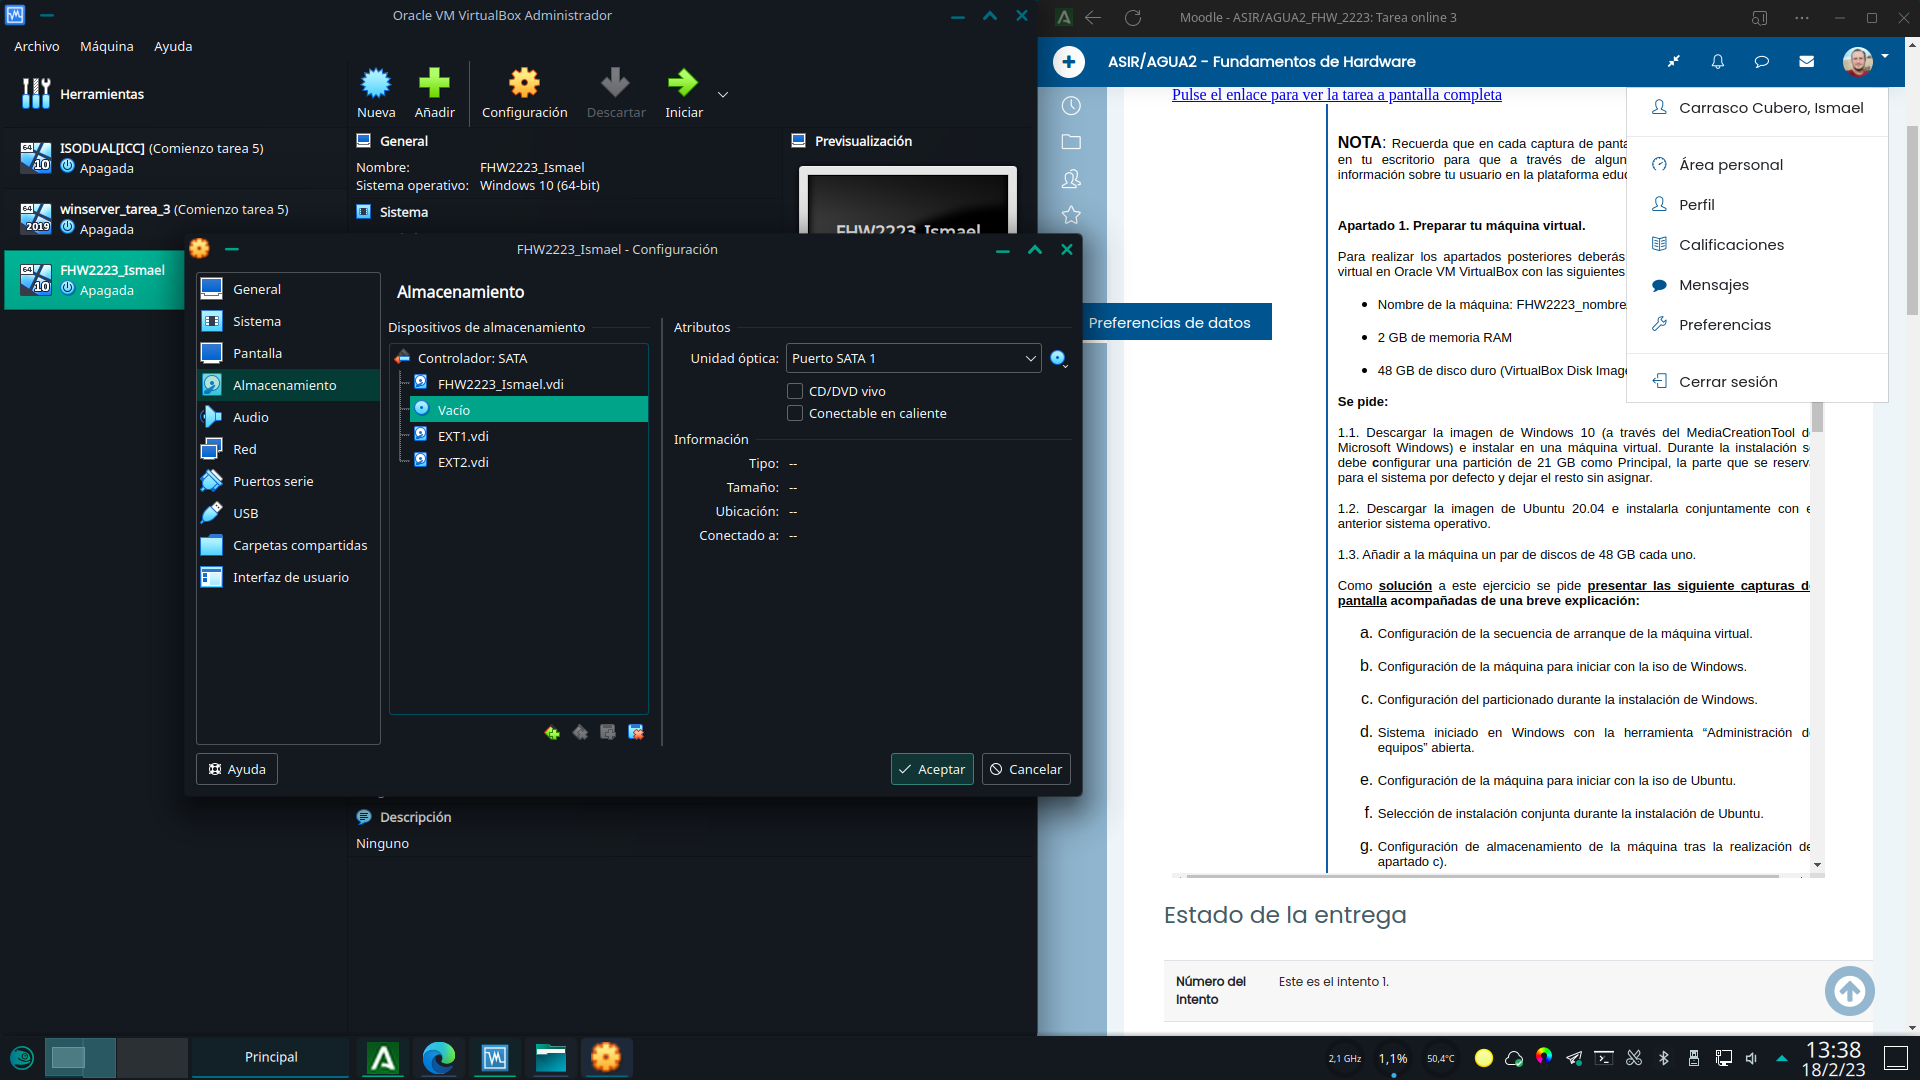 Oracle VM VirtualBox Administrador
Archivo Máquina Ayuda
Herramientas
Nueva Añadir Configuración Descartar Iniciar
64 10 ISODUAL[ICC] (Comienzo tarea 5)
Apagada
64 2019 winserver_tarea_3 (Comienzo tarea 5)
Apagada
64 10 FHW2223_Ismael
Apagada
General
Nombre: FHW2223_Ismael
Sistema operativo: Windows 10 (64-bit)
Sistema
Previsualización
FHW2223_Ismael
FHW2223_Ismael - Configuración
General
Sistema
Pantalla
Almacenamiento
Audio
Red
Puertos serie
USB
Carpetas compartidas
Interfaz de usuario
Almacenamiento
Dispositivos de almacenamiento
Controlador: SATA
FHW2223_Ismael.vdi
Vacío
EXT1.vdi
EXT2.vdi
Atributos
Unidad óptica: Puerto SATA 1
CD/DVD vivo
Conectable en caliente
Información
Tipo: --
Tamaño: --
Ubicación: --
Conectado a: --
Ayuda
Aceptar Cancelar
Descripción
Ninguno
Moodle - ASIR/AGUA2_FHW_2223: Tarea online 3
ASIR/AGUA2 - Fundamentos de Hardware
Pulse el enlace para ver la tarea a pantalla completa
NOTA: Recuerda que en cada captura de
en tu escritorio para que a través de
información sobre tu usuario en la plataforma
Carrasco Cubero, Ismael
Área personal
Perfil
Calificaciones
Mensajes
Preferencias
Cerrar sesión
Preferencias de datos
Apartado 1. Preparar tu máquina virtual.
Para realizar los apartados posteriores deberás
virtual en Oracle VM VirtualBox con las siguientes
Nombre de la máquina: FHW2223_nombre
2 GB de memoria RAM
48 GB de disco duro (VirtualBox Disk Image
Se pide:
1.1. Descargar la imagen de Windows 10 (a través del MediaCreationTool d
Microsoft Windows) e instalar en una máquina virtual. Durante la instalación s
debe configurar una partición de 21 GB como Principal, la parte que se reserv
para el sistema por defecto y dejar el resto sin asignar.
1.2. Descargar la imagen de Ubuntu 20.04 e instalarla conjuntamente con e
anterior sistema operativo.
1.3. Añadir a la máquina un par de discos de 48 GB cada uno.
Como solución a este ejercicio se pide presentar las siguiente capturas d
pantalla acompañadas de una breve explicación:
a. Configuración de la secuencia de arranque de la máquina virtual.
b. Configuración de la máquina para iniciar con la iso de Windows.
c. Configuración del particionado durante la instalación de Windows.
d. Sistema iniciado en Windows con la herramienta “Administración d
equipos” abierta.
e. Configuración de la máquina para iniciar con la iso de Ubuntu.
f. Selección de instalación conjunta durante la instalación de Ubuntu.
g. Configuración de almacenamiento de la máquina tras la realización de
apartado c).
Estado de la entrega
Número del Intento
Este es el intento 1.
Principal
2,1 GHz
1,1%
50,4°C
13:38
18/2/23